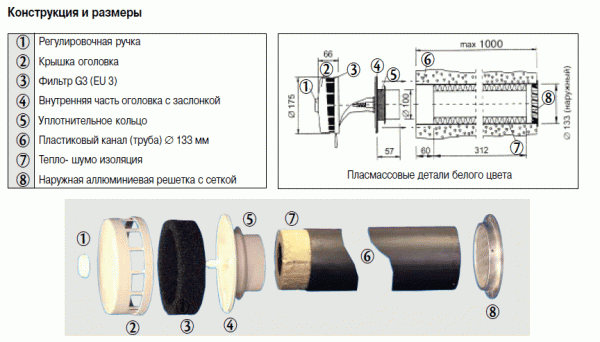 Конструкция и размеры
① Регулировочная ручка
② Крышка оголовка
③ Фильтр G3 (EU 3)
④ Внутренняя часть оголовка с заслонкой
⑤ Уплотнительное кольцо
⑥ Пластиковый канал (труба) ∅ 133 мм
⑦ Тепло- шумо изоляция
⑧ Наружная аллюминиевая решетка с сеткой
max 1000
66
① ② ③ ④ ⑤ ⑥
∅ 175
∅ 100
∅ 133 (наружный)
⑧
57
60
312
⑦
Пласмассовые детали белого цвета
① ② ③ ④ ⑤ ⑦ ⑥ ⑧